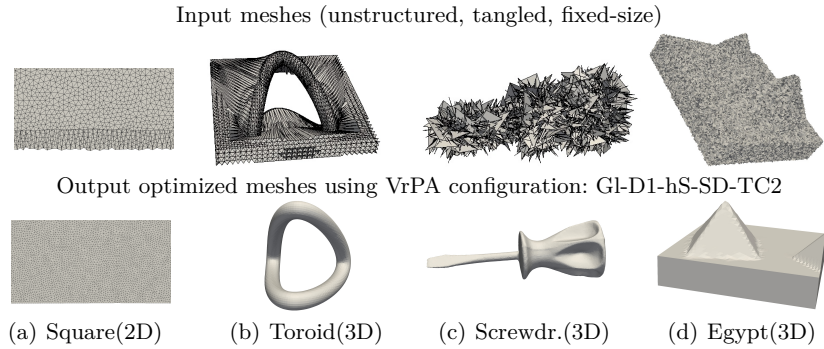 Input meshes (unstructured, tangled, fixed-size)
Output optimized meshes using VrPA configuration: Gl-D1-hS-SD-TC2
(a) Square(2D) (b) Toroid(3D) (c) Screwdr.(3D) (d) Egypt(3D)